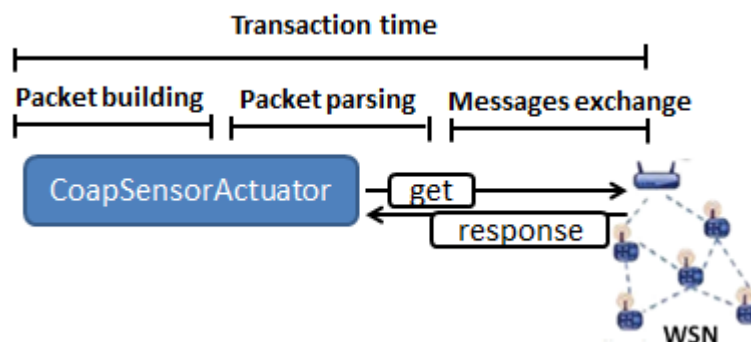 Transaction time
Packet building
Packet parsing
Messages exchange
CoapSensorActuator
get
response
WSN